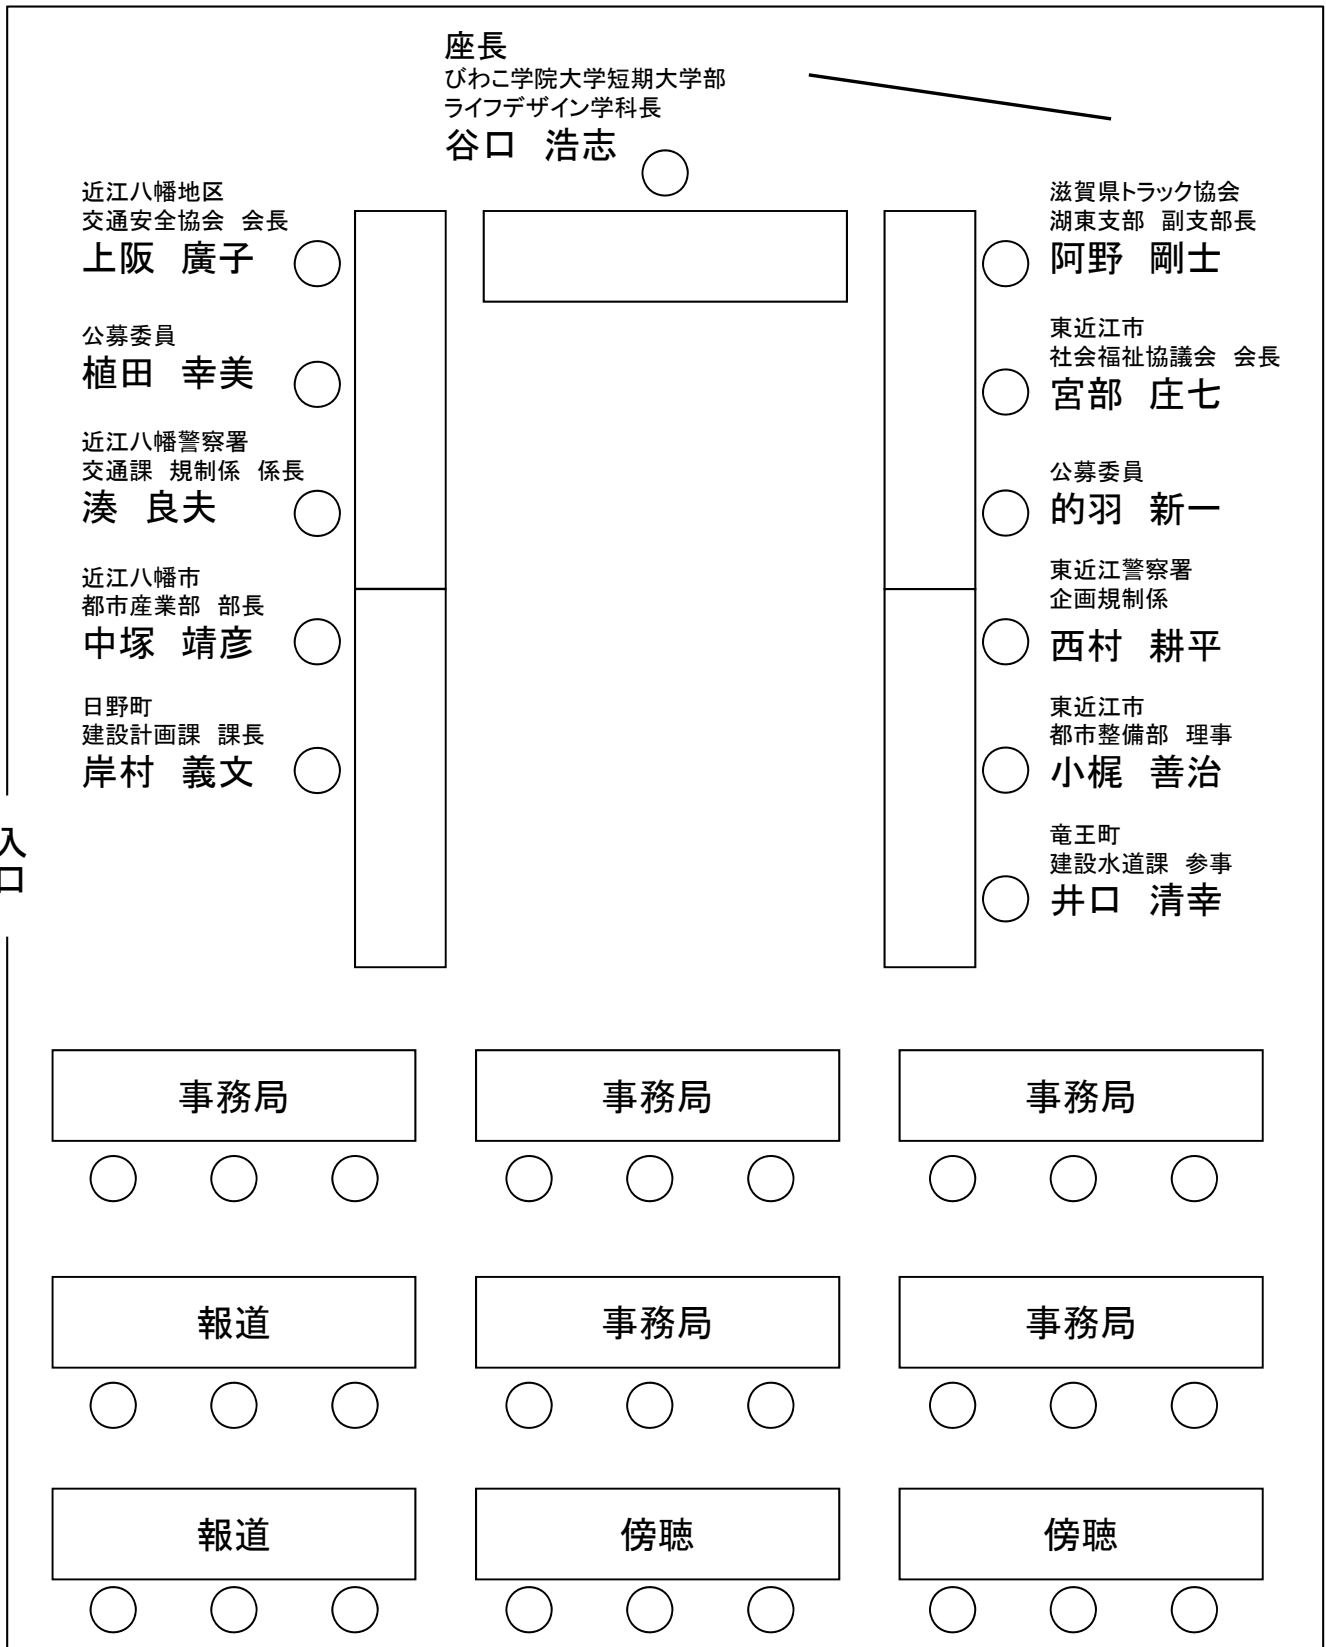 座長
びわこ学院大学短期大学部
ライフデザイン学科長
谷口　浩志
近江八幡地区
交通安全協会　会長
上阪　廣子
公募委員
植田　幸美
近江八幡警察署
交通課　規制係　係長
湊　良夫
近江八幡市
都市産業部　部長
中塚　靖彦
日野町
建設計画課　課長
岸村　義文
滋賀県トラック協会
湖東支部　副支部長
阿野　剛士
東近江市
社会福祉協議会　会長
宮部　庄七
公募委員
的羽　新一
東近江警察署
企画規制係
西村　耕平
東近江市
都市整備部　理事
小梶　善治
竜王町
建設水道課　参事
井口　清幸
入口
事務局
事務局
事務局
報道
事務局
事務局
報道
傍聴
傍聴